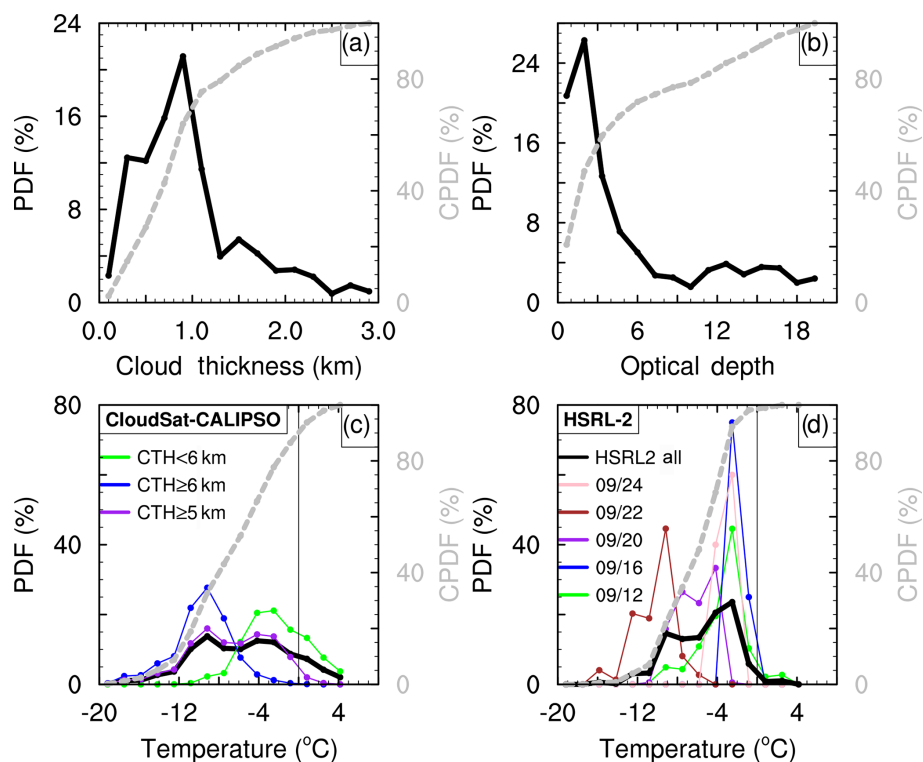 24
16
8
0
PDF (%)
(a)
80
40
0
CPDF (%)
0.0
1.0
2.0
3.0
Cloud thickness (km)
24
16
8
0
PDF (%)
(b)
80
40
0
CPDF (%)
0
6
12
18
Optical depth
80
40
0
PDF (%)
CloudSat-CALIPSO
(c)
CTH<6 km
CTH≥6 km
CTH≥5 km
80
40
0
CPDF (%)
-20
-12
-4
4
Temperature (°C)
80
40
0
PDF (%)
HSRL-2
(d)
HSRL2 all
09/24
09/22
09/20
09/16
09/12
80
40
0
CPDF (%)
-20
-12
-4
4
Temperature (°C)